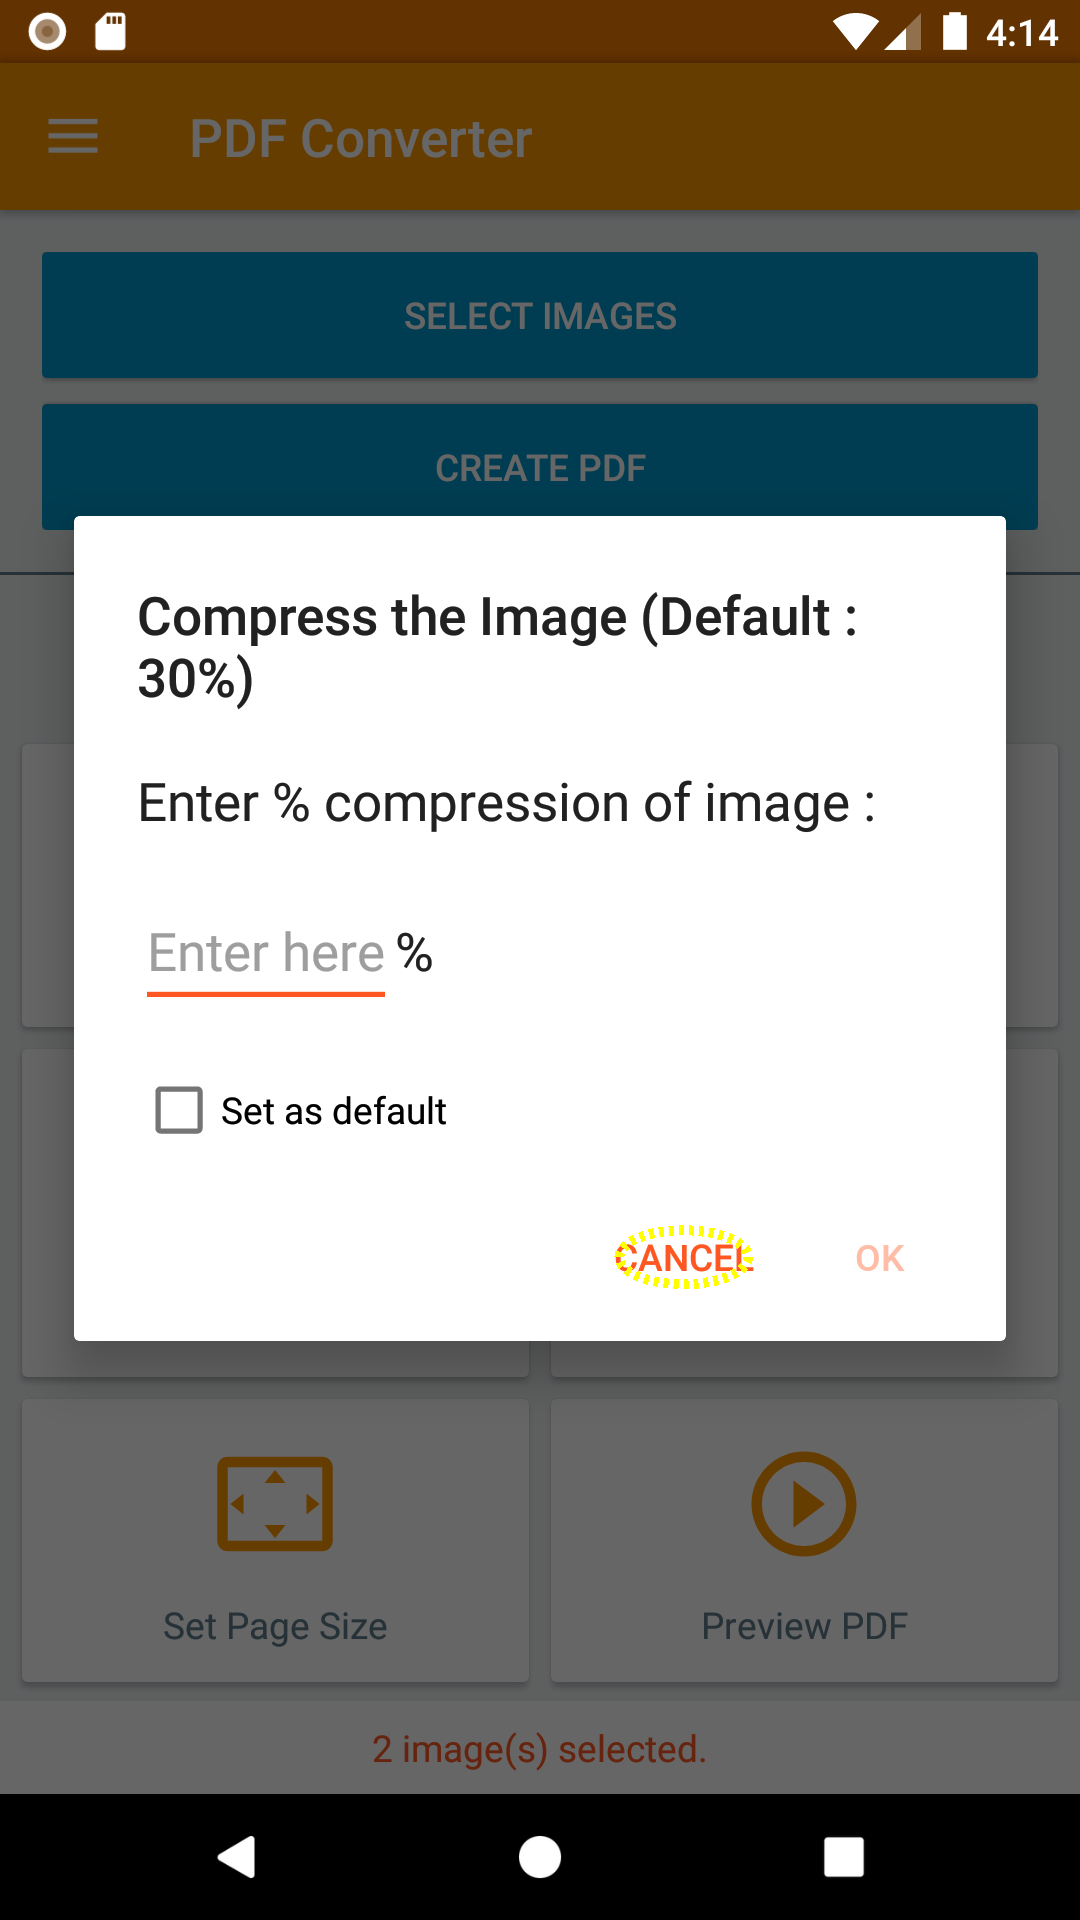 4:14
PDF Converter
SELECT IMAGES
CREATE PDF
Compress the Image (Default :
30%)
Enter % compression of image :
Enter here %
Set as default
CANCEL OK
Set Page Size Preview PDF
2 image(s) selected.